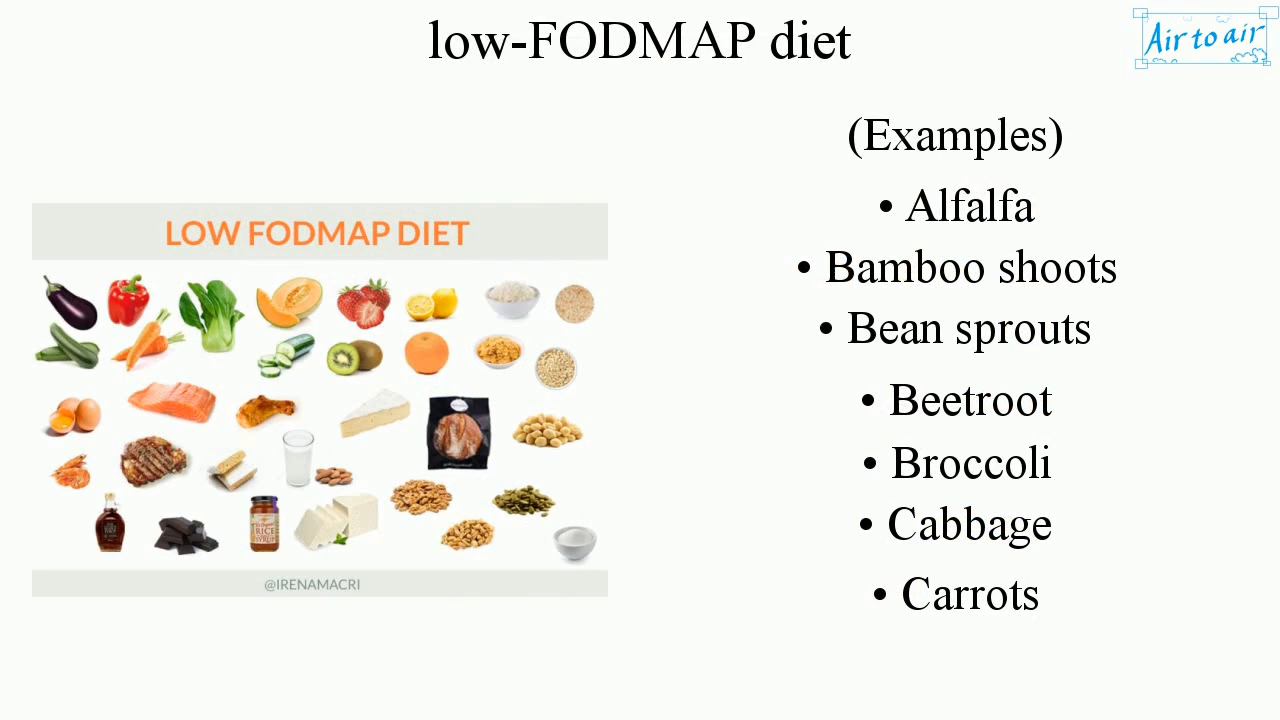 low-FODMAP diet
Air to air
(Examples)
• Alfalfa
• Bamboo shoots
• Bean sprouts
• Beetroot
• Broccoli
• Cabbage
• Carrots
LOW FODMAP DIET
RICE
@IRENAMACRI